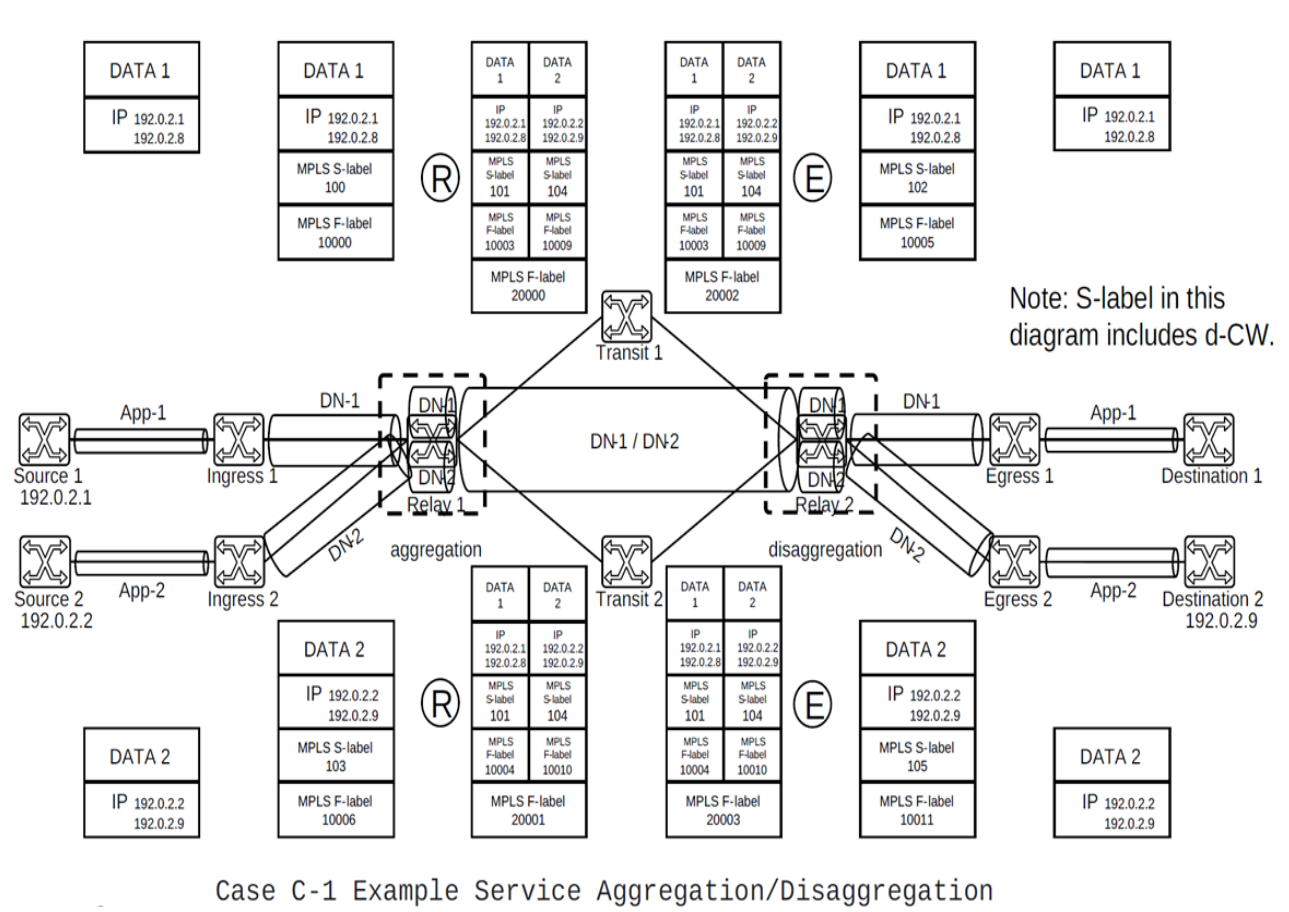 DATA 1
IP 192.0.2.1
192.0.2.8
DATA 1
IP 192.0.2.1
192.0.2.8
MPLS S-label
100
MPLS F-label
10000
R
DATA
1
DATA
2
IP
192.0.2.1
192.0.2.8
IP
192.0.2.2
192.0.2.9
MPLS
S-label
101
MPLS
S-label
104
MPLS
F-label
10003
MPLS
F-label
10009
MPLS F-label
20000
DATA
1
DATA
2
IP
192.0.2.1
192.0.2.8
IP
192.0.2.2
192.0.2.9
MPLS
S-label
101
MPLS
S-label
104
MPLS
F-label
10003
MPLS
F-label
10009
MPLS F-label
20002
E
DATA 1
IP 192.0.2.1
192.0.2.8
MPLS S-label
102
MPLS F-label
10005
DATA 1
IP 192.0.2.1
192.0.2.8
Note: S-label in this
diagram includes d-CW.
Transit 1
App-1
DN-1
DN-1
DN-1 / DN-2
DN-1
DN-1
App-1
Source 1
192.0.2.1
Ingress 1
DN-2
Relay 1
DN-2
Relay 2
Egress 1
Destination 1
DN-2
aggregation
disaggregation
DN-2
App-2
Source 2
192.0.2.2
Ingress 2
Transit 2
Egress 2
App-2
Destination 2
192.0.2.9
DATA 2
IP 192.0.2.2
192.0.2.9
DATA 2
IP 192.0.2.2
192.0.2.9
MPLS S-label
103
MPLS F-label
10006
R
DATA
1
DATA
2
IP
192.0.2.1
192.0.2.8
IP
192.0.2.2
192.0.2.9
MPLS
S-label
101
MPLS
S-label
104
MPLS
F-label
10004
MPLS
F-label
10010
MPLS F-label
20001
DATA
1
DATA
2
IP
192.0.2.1
192.0.2.8
IP
192.0.2.2
192.0.2.9
MPLS
S-label
101
MPLS
S-label
104
MPLS
F-label
10004
MPLS
F-label
10010
MPLS F-label
20003
E
DATA 2
IP 192.0.2.2
192.0.2.9
MPLS S-label
105
MPLS F-label
10011
DATA 2
IP 192.0.2.2
192.0.2.9
Case C-1 Example Service Aggregation/Disaggregation